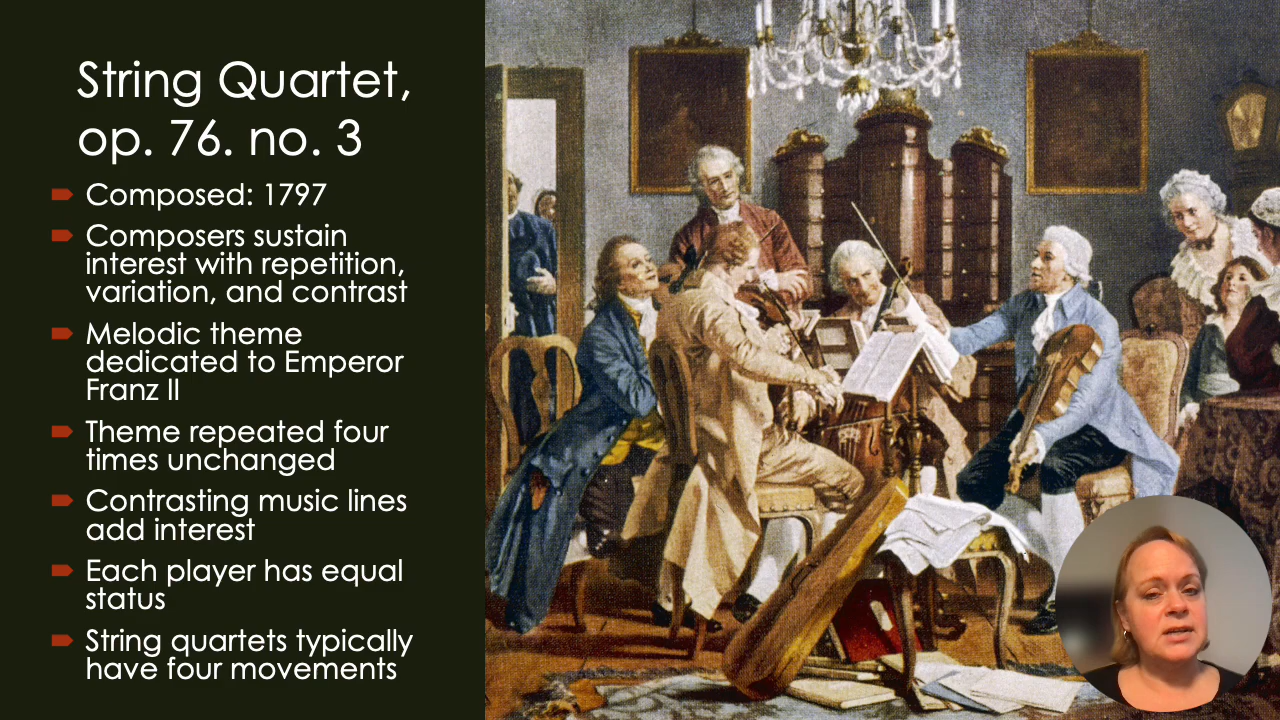 String Quartet,
op. 76. no. 3
Composed: 1797
Composers sustain
interest with repetition,
variation, and contrast
Melodic theme
dedicated to Emperor
Franz II
Theme repeated four
times unchanged
Contrasting music lines
add interest
Each player has equal
status
String quartets typically
have four movements